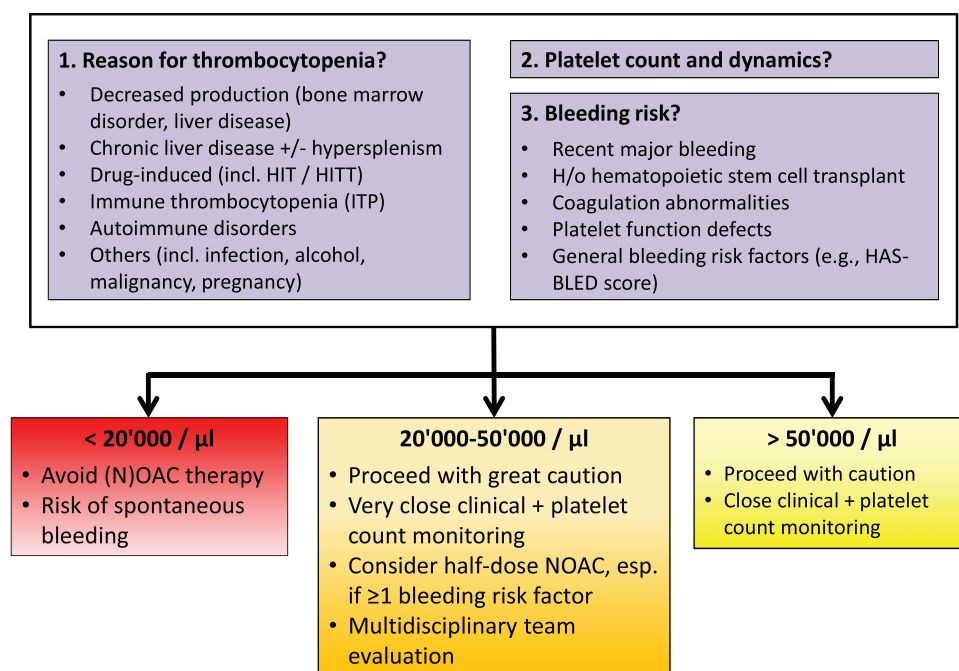 1. Reason for thrombocytopenia?
• Decreased production (bone marrow
disorder, liver disease)
• Chronic liver disease +/- hypersplenism
• Drug-induced (incl. HIT / HITT)
• Immune thrombocytopenia (ITP)
• Autoimmune disorders
• Others (incl. infection, alcohol,
malignancy, pregnancy)
2. Platelet count and dynamics?
3. Bleeding risk?
• Recent major bleeding
• H/o hematopoietic stem cell transplant
• Coagulation abnormalities
• Platelet function defects
• General bleeding risk factors (e.g., HAS-
BLED score)
< 20'000 / µl
• Avoid (N)OAC therapy
• Risk of spontaneous
bleeding
20'000-50'000 / µl
• Proceed with great caution
• Very close clinical + platelet
count monitoring
• Consider half-dose NOAC, esp.
if ≥1 bleeding risk factor
• Multidisciplinary team
evaluation
> 50'000 / µl
• Proceed with caution
• Close clinical + platelet
count monitoring